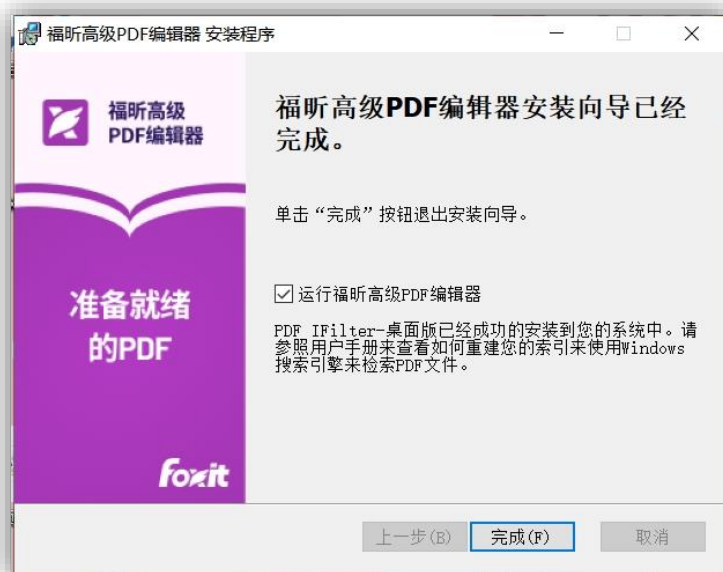 福昕高级PDF编辑器 安装程序
福昕高级
PDF编辑器
准备就绪
的PDF
foxit
福昕高级PDF编辑器安装向导已经
完成。
单击“完成”按钮退出安装向导。
运行福昕高级PDF编辑器
PDF IFilter-桌面版已经成功的安装到您的系统中。请
参照用户手册来查看如何重建您的索引来使用Windows
搜索引擎来检索PDF文件。
上一步(B)
完成(F)
取消